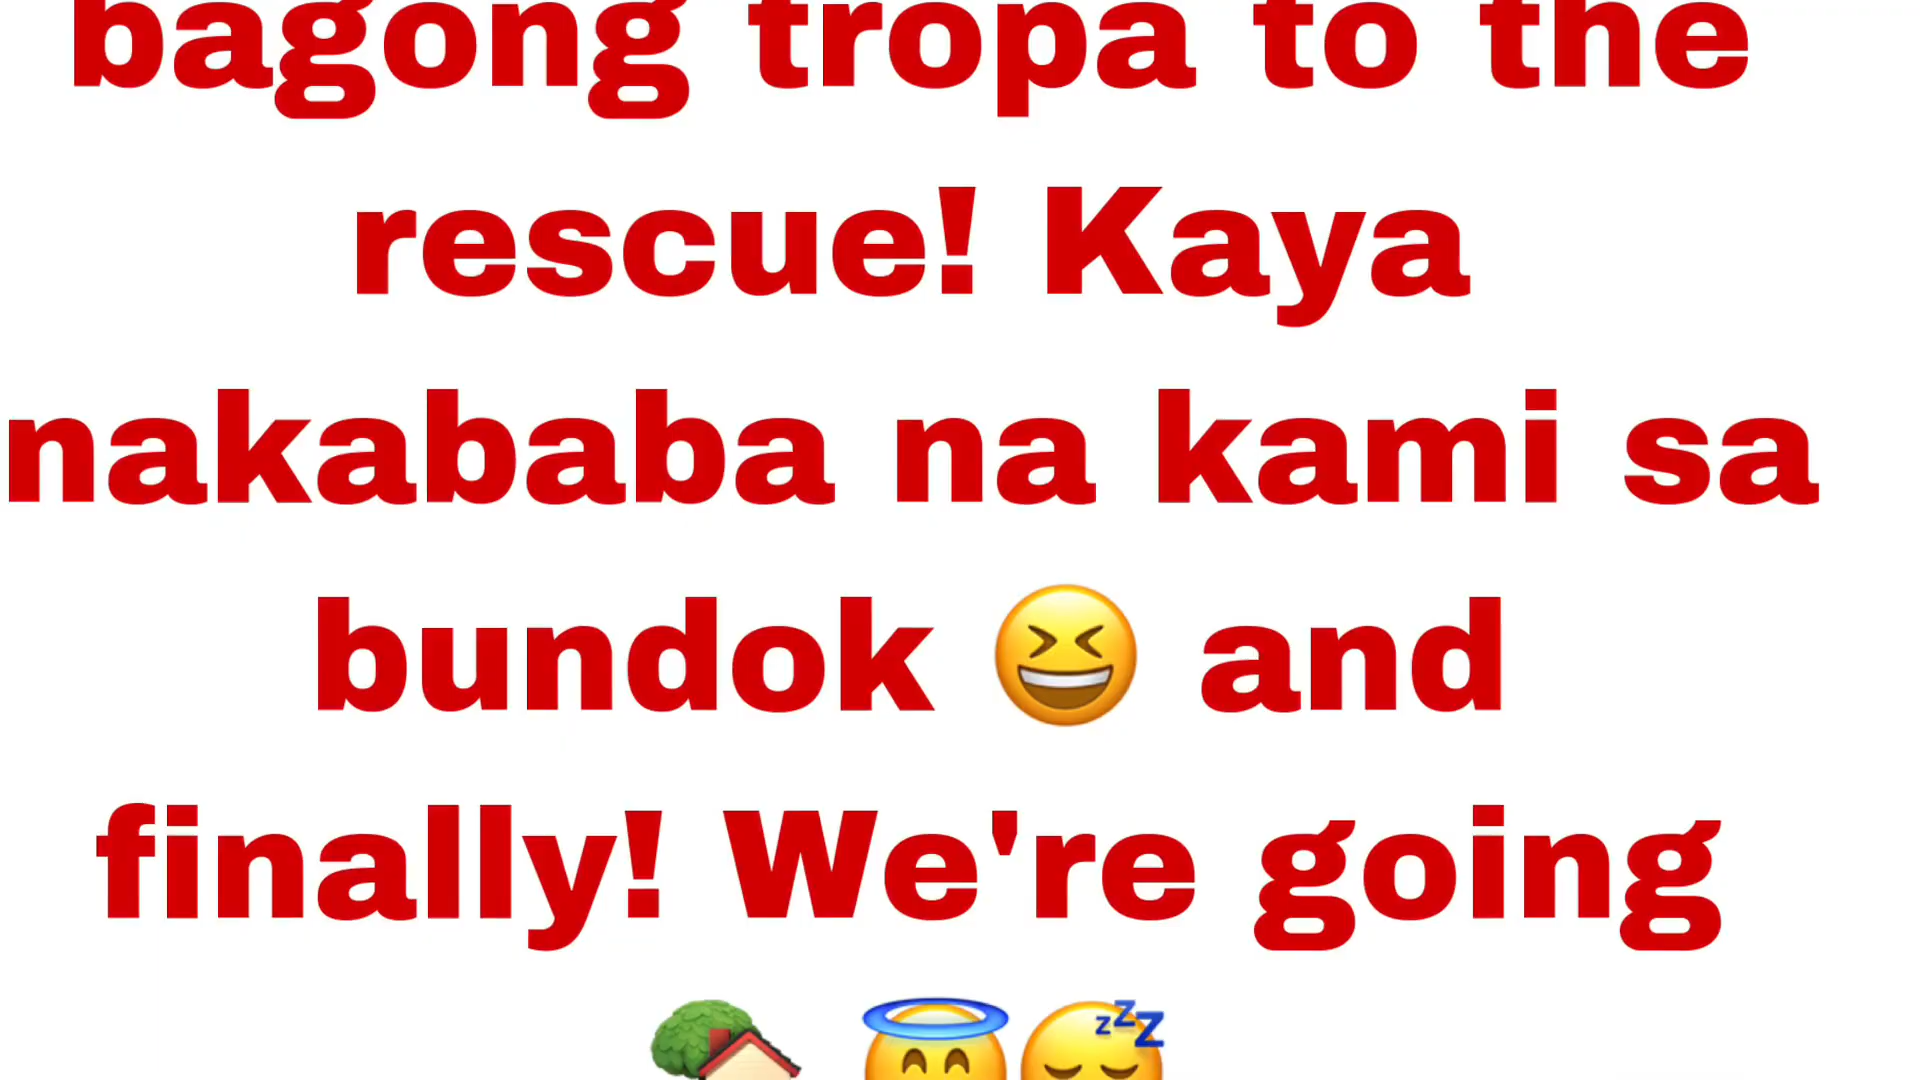 bagong tropa to the
rescue! Kaya
nakababa na kami sa
bundok 😆 and
finally! We're going
🏡 😇😴